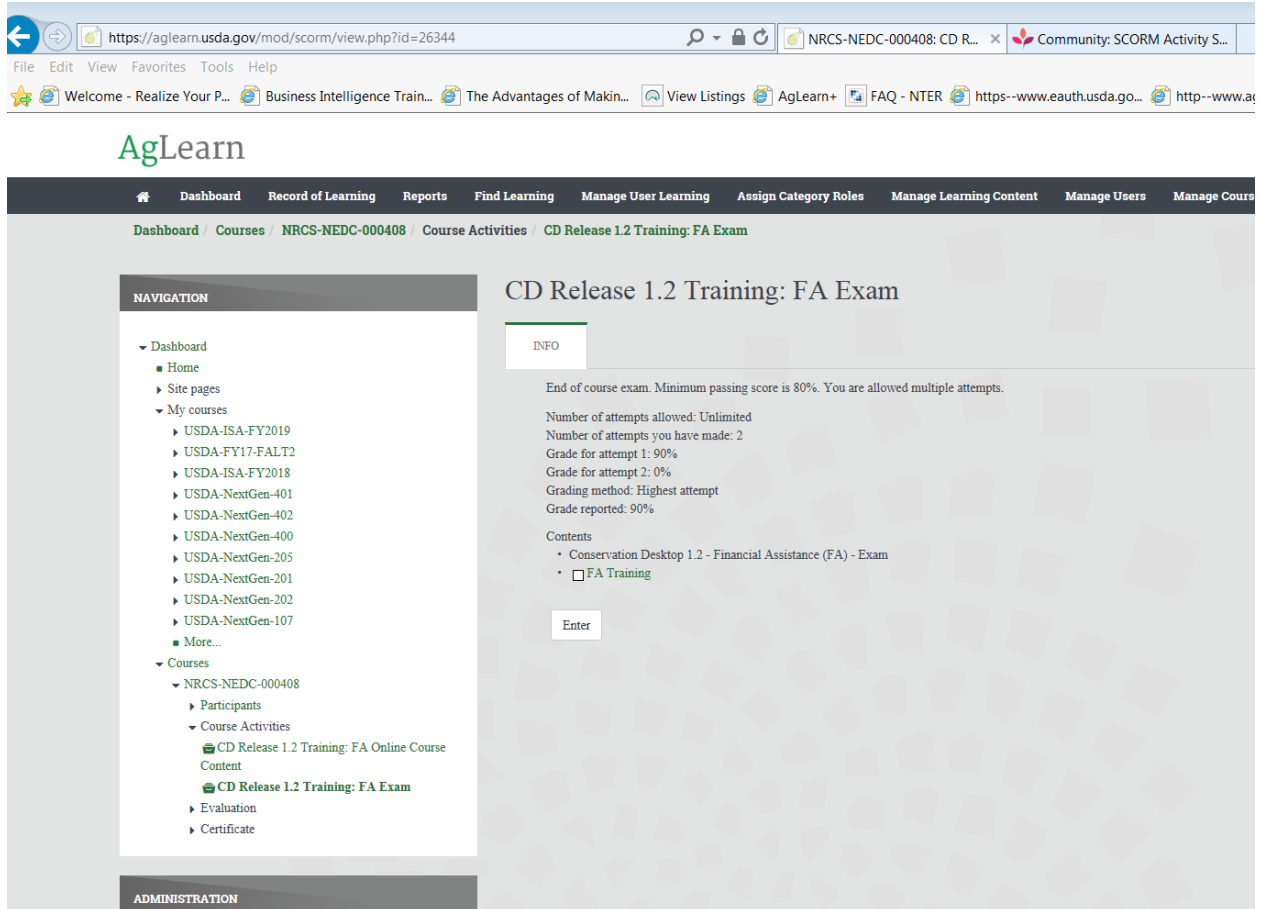 https://aglearn.usda.gov/mod/scorm/view.php?id=26344
NRCS-NEDC-000408: CD R...
Community: SCORM Activity S...
File Edit View Favorites Tools Help
Welcome - Realize Your P... Business Intelligence Train... The Advantages of Makin... View Listings AgLearn+ FAQ - NTER https--www.eauth.usda.go... http--www.ag
AgLearn
Dashboard Record of Learning Reports Find Learning Manage User Learning Assign Category Roles Manage Learning Content Manage Users Manage Cours
Dashboard / Courses / NRCS-NEDC-000408 / Course Activities / CD Release 1.2 Training: FA Exam
NAVIGATION
Dashboard
Home
Site pages
My courses
USDA-ISA-FY2019
USDA-FY17-FALT2
USDA-ISA-FY2018
USDA-NextGen-401
USDA-NextGen-402
USDA-NextGen-400
USDA-NextGen-205
USDA-NextGen-201
USDA-NextGen-202
USDA-NextGen-107
More...
Courses
NRCS-NEDC-000408
Participants
Course Activities
CD Release 1.2 Training: FA Online Course
Content
CD Release 1.2 Training: FA Exam
Evaluation
Certificate
ADMINISTRATION
CD Release 1.2 Training: FA Exam
INFO
End of course exam. Minimum passing score is 80%. You are allowed multiple attempts.
Number of attempts allowed: Unlimited
Number of attempts you have made: 2
Grade for attempt 1: 90%
Grade for attempt 2: 0%
Grading method: Highest attempt
Grade reported: 90%
Contents
• Conservation Desktop 1.2 - Financial Assistance (FA) - Exam
• FA Training
Enter